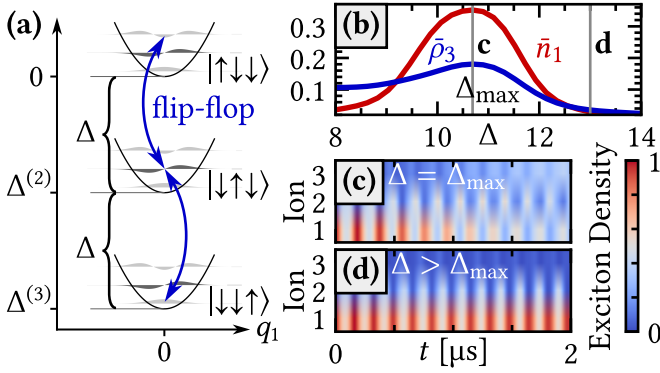 (a)
0
Δ
Δ⁽²⁾
Δ
Δ⁽³⁾
|↑↓↓⟩
flip-flop
|↓↑↓⟩
|↓↓↑⟩
0
q₁
(b)
0.3
0.2
0.1
ρ̄₃
c
n̄₁
d
Δmax
8
10
Δ
12
14
(c) Δ = Δmax
Ion
3
2
1
(d) Δ > Δmax
Ion
3
2
1
0
t [μs]
2
Exciton Density
1
0